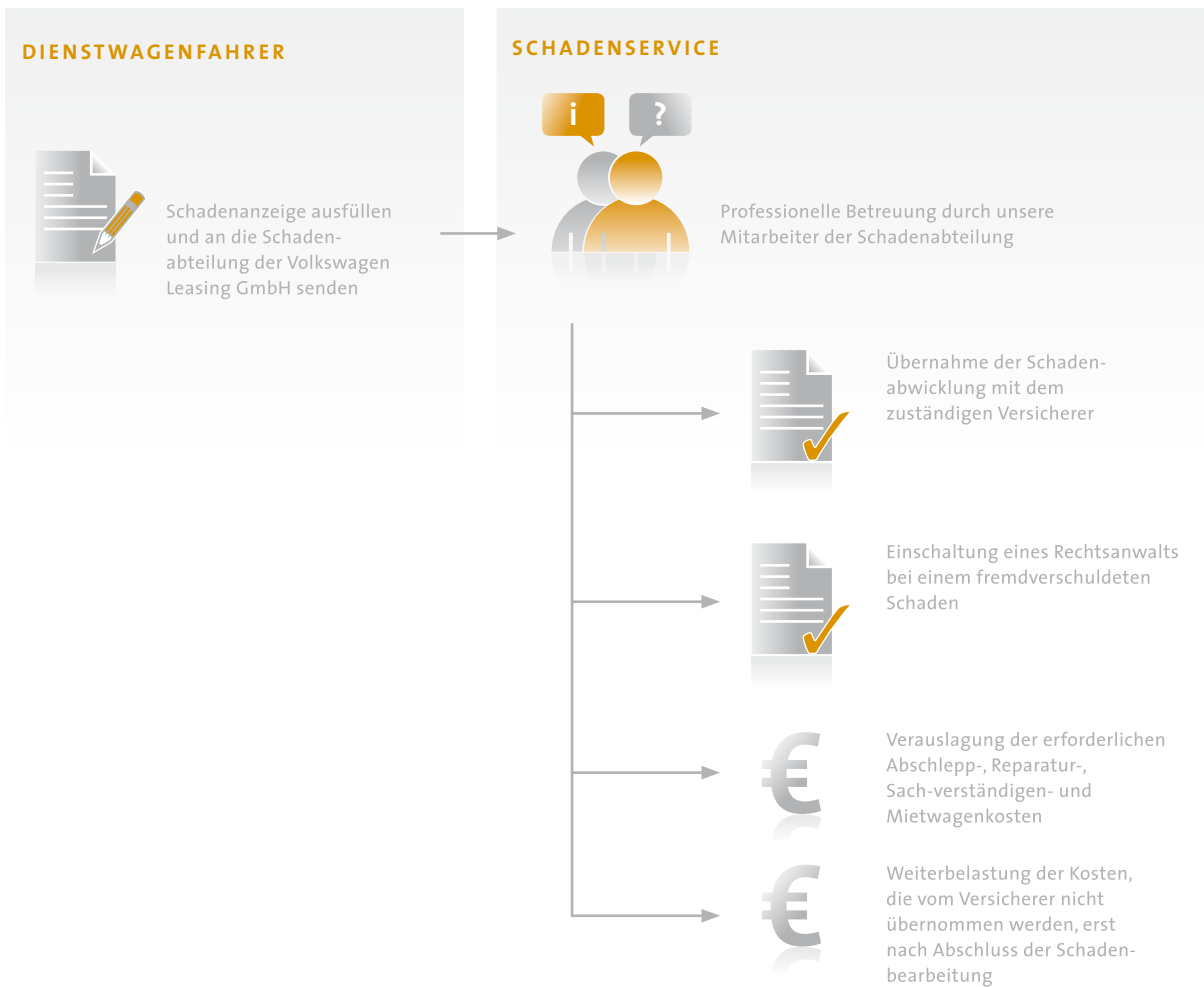 DIENSTWAGENFAHRER
Schadenanzeige ausfüllen
und an die Schaden-
abteilung der Volkswagen
Leasing GmbH senden
SCHADENSERVICE
i
?
Professionelle Betreuung durch unsere
Mitarbeiter der Schadenabteilung
Übernahme der Schaden-
abwicklung mit dem
zuständigen Versicherer
Einschaltung eines Rechtsanwalts
bei einem fremdverschuldeten
Schaden
€
Verauslagung der erforderlichen
Abschlepp-, Reparatur-,
Sach-verständigen- und
Mietwagenkosten
€
Weiterbelastung der Kosten,
die vom Versicherer nicht
übernommen werden, erst
nach Abschluss der Schaden-
bearbeitung